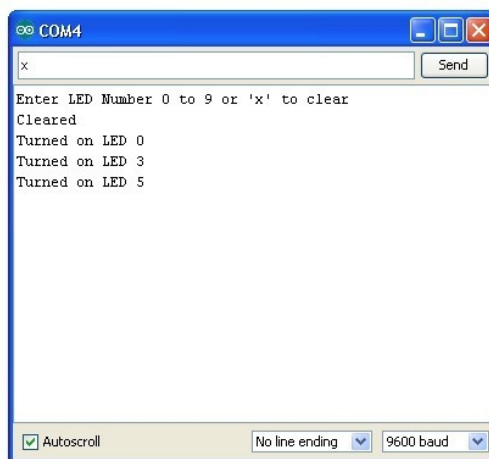 COM4
x
Send
Enter LED Number 0 to 9 or 'x' to clear
Cleared
Turned on LED 0
Turned on LED 3
Turned on LED 5
Autoscroll
No line ending
9600 baud